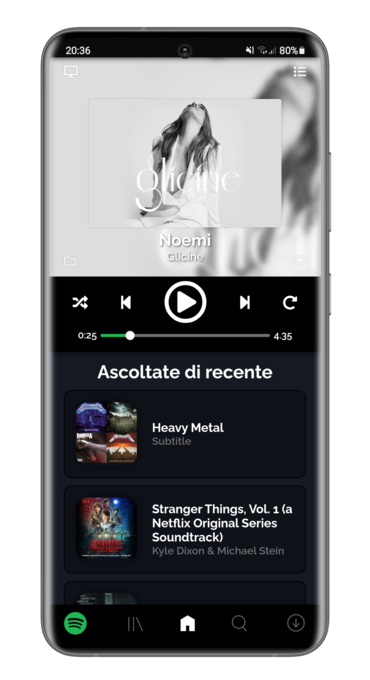 20:36
80%
glicine
Noemi
Glicine
0:25
4.35
Ascoltate di recente
Heavy Metal
Subtitle
Stranger Things, Vol. 1 (a
Netflix Original Series
Soundtrack)
Kyle Dixon & Michael Stein